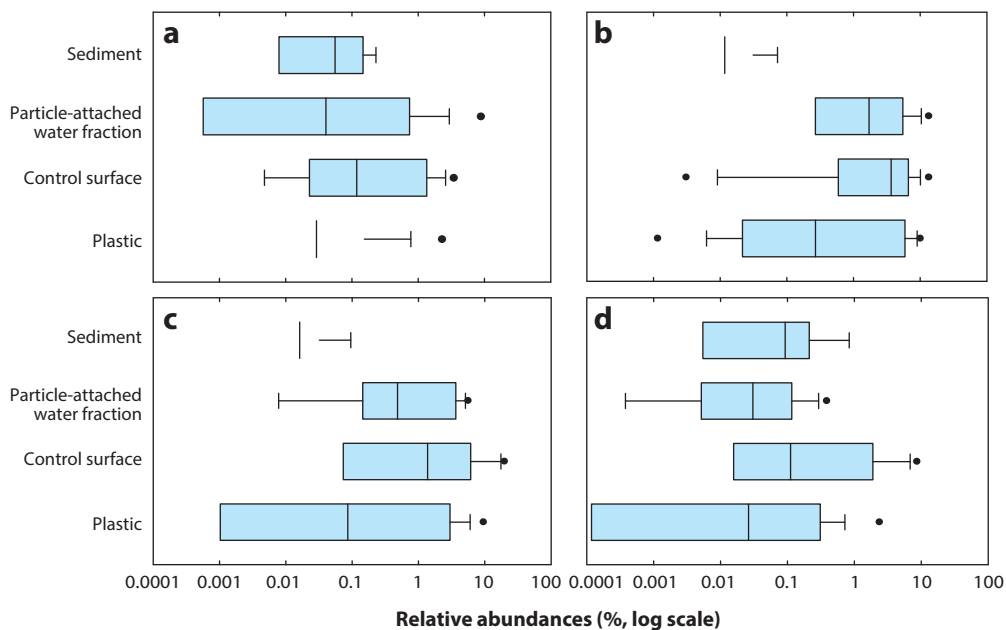 a
b
Sediment
Particle-attached
water fraction
Control surface
Plastic
c
d
Sediment
Particle-attached
water fraction
Control surface
Plastic
0.0001 0.001 0.01 0.1 1 10 100
0.0001 0.001 0.01 0.1 1 10 100
Relative abundances (%, log scale)